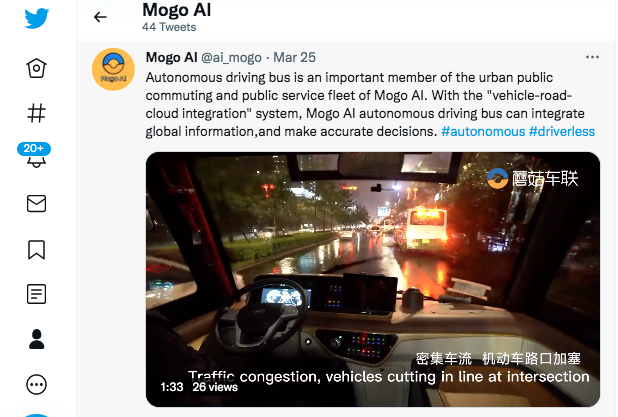 Mogo AI
44 Tweets
Mogo AI @ai_mogo · Mar 25
Autonomous driving bus is an important member of the urban public
commuting and public service fleet of Mogo AI. With the "vehicle-road-
cloud integration" system, Mogo AI autonomous driving bus can integrate
global information,and make accurate decisions. #autonomous #driverless
20+
Mogo AI
蘑菇车联
密集车流 机动车路口加塞
Traffic congestion, vehicles cutting in line at intersection
1:33 26 views